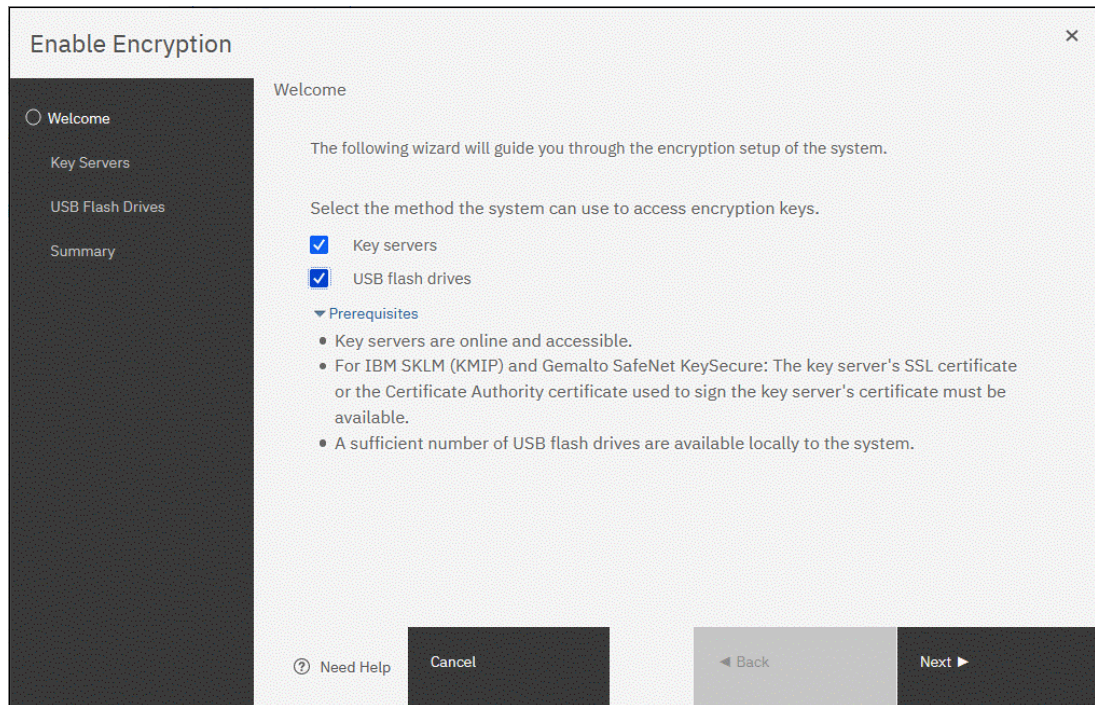 Enable Encryption
×
Welcome
Key Servers
USB Flash Drives
Summary
Welcome
The following wizard will guide you through the encryption setup of the system.
Select the method the system can use to access encryption keys.
Key servers
USB flash drives
Prerequisites
• Key servers are online and accessible.
• For IBM SKLM (KMIP) and Gemalto SafeNet KeySecure: The key server's SSL certificate
or the Certificate Authority certificate used to sign the key server's certificate must be
available.
• A sufficient number of USB flash drives are available locally to the system.
? Need Help
Cancel
◄ Back
Next ►